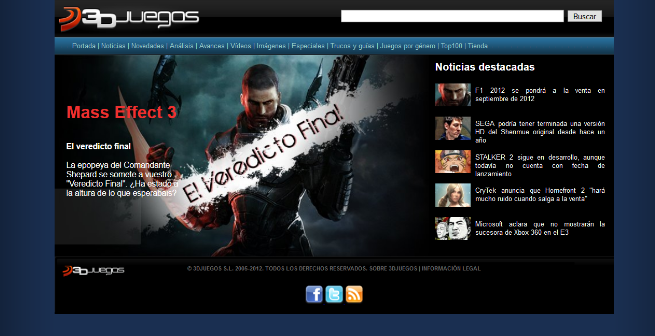 3DJUEGOS
Buscar
Portada | Noticias | Novedades | Análisis | Avances | Vídeos | Imágenes | Especiales | Trucos y guías | Juegos por género | Top100 | Tienda
Mass Effect 3
El veredicto final
La epopeya del Comandante
Shepard se somete a vuestro
"Veredicto Final". ¿Ha estado a
la altura de lo que esperabais?
El Veredicto Final
Noticias destacadas
F1 2012 se pondrá a la venta en
septiembre de 2012
SEGA podría tener terminada una versión
HD del Shenmue original desde hace un
año
STALKER 2 sigue en desarrollo, aunque
todavía no cuenta con fecha de
lanzamiento
CryTek anuncia que Homefront 2 "hará
mucho ruido cuando salga a la venta"
Microsoft aclara que no mostrarán la
sucesora de Xbox 360 en el E3
3DJUEGOS
© 3DJUEGOS S.L. 2005-2012. TODOS LOS DERECHOS RESERVADOS. SOBRE 3DJUEGOS | INFORMACIÓN LEGAL